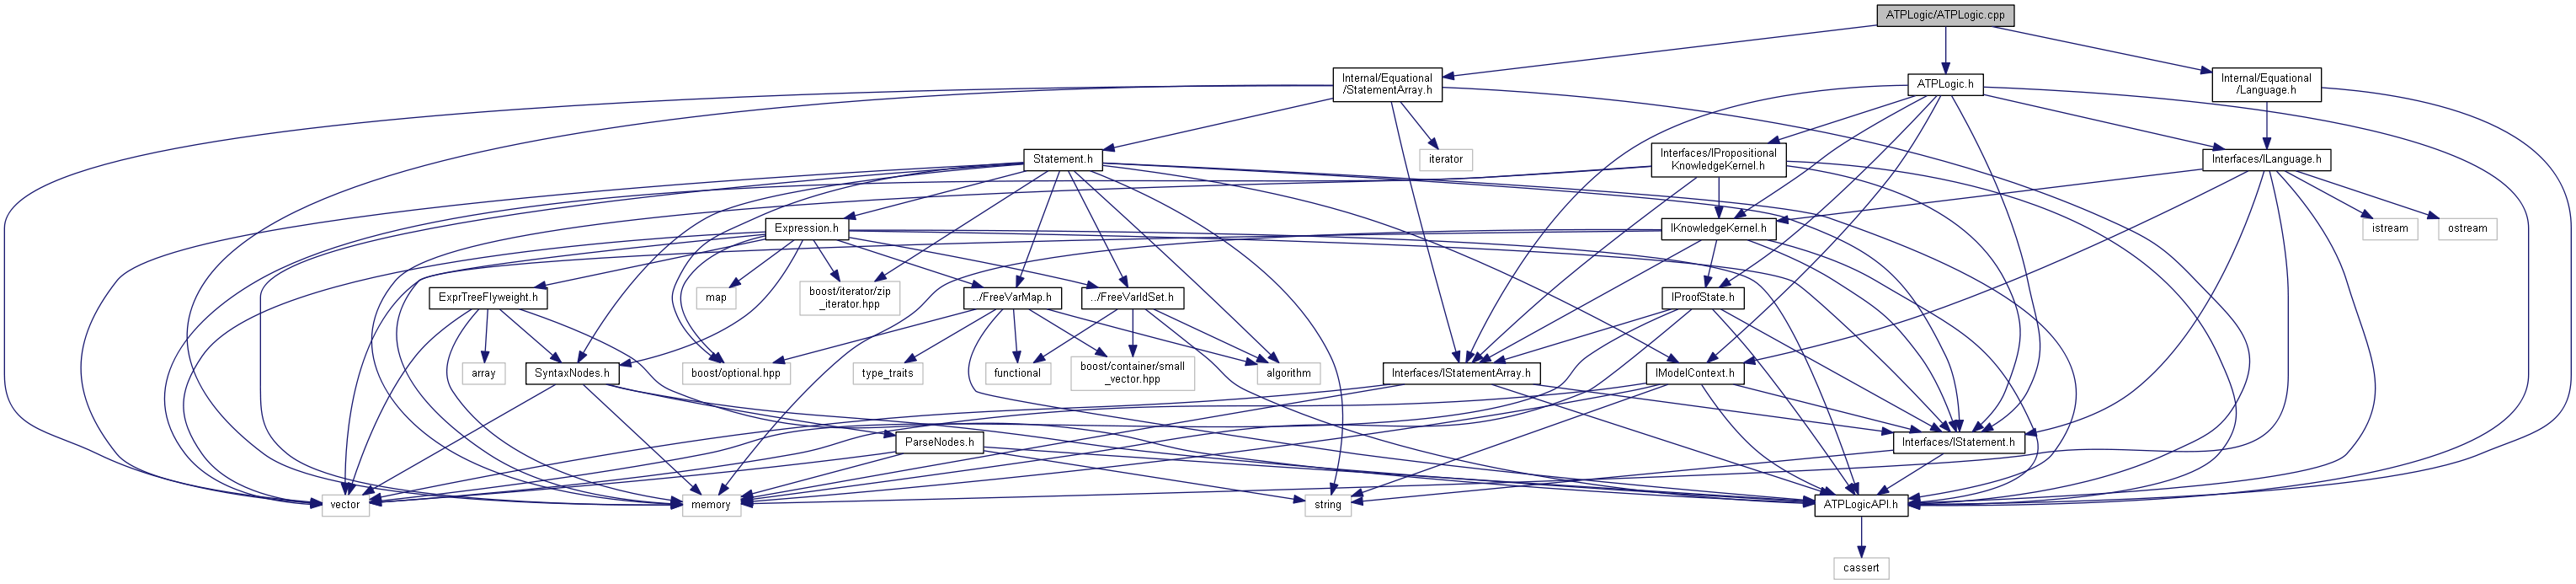 ATPLogic/ATPLogic.cpp
Internal/Equational
/StatementArray.h
ATPLogic.h
Internal/Equational
/Language.h
Statement.h
iterator
Interfaces/IPropositional
KnowledgeKernel.h
Interfaces/ILanguage.h
Expression.h
IKnowledgeKernel.h
istream
ostream
ExprTreeFlyweight.h
map
boost/iterator/zip
_iterator.hpp
../FreeVarMap.h
../FreeVarIdSet.h
IProofState.h
array
SyntaxNodes.h
boost/optional.hpp
type_traits
functional
boost/container/small
_vector.hpp
algorithm
Interfaces/IStatementArray.h
IModelContext.h
ParseNodes.h
Interfaces/IStatement.h
vector
memory
string
ATPLogicAPI.h
cassert